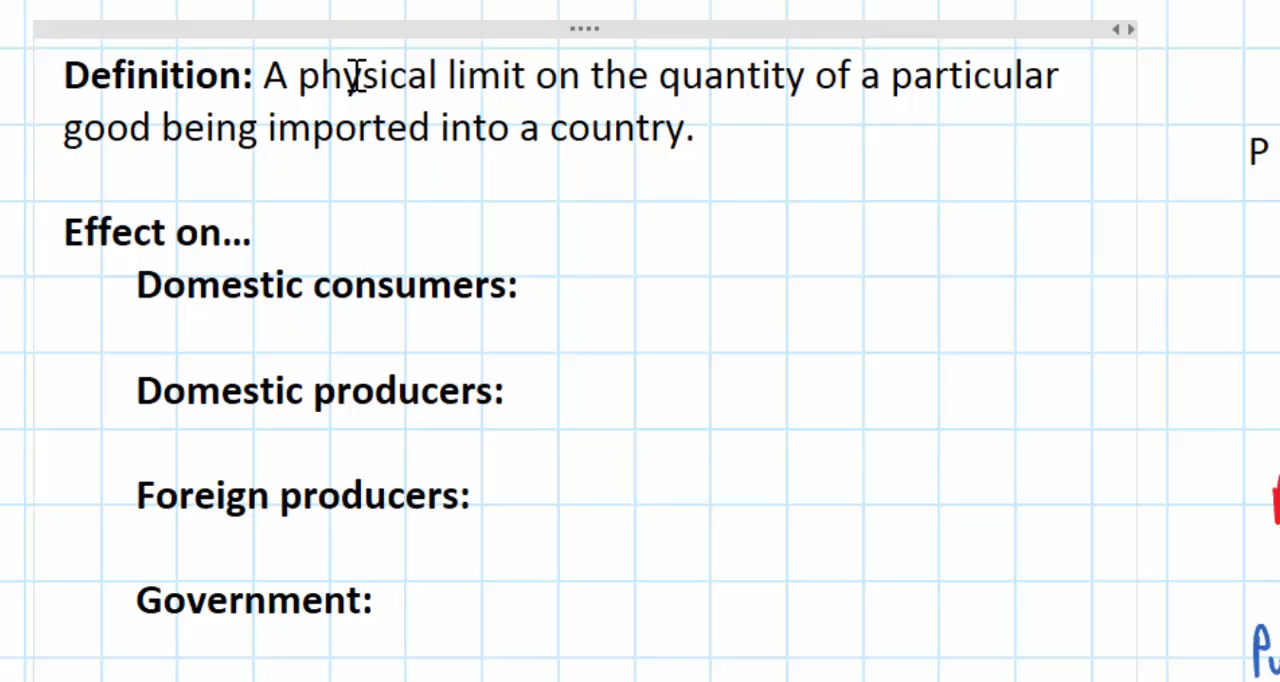 Definition: A physical limit on the quantity of a particular
good being imported into a country.
P
Effect on...
Domestic consumers:
Domestic producers:
Foreign producers:
Government: